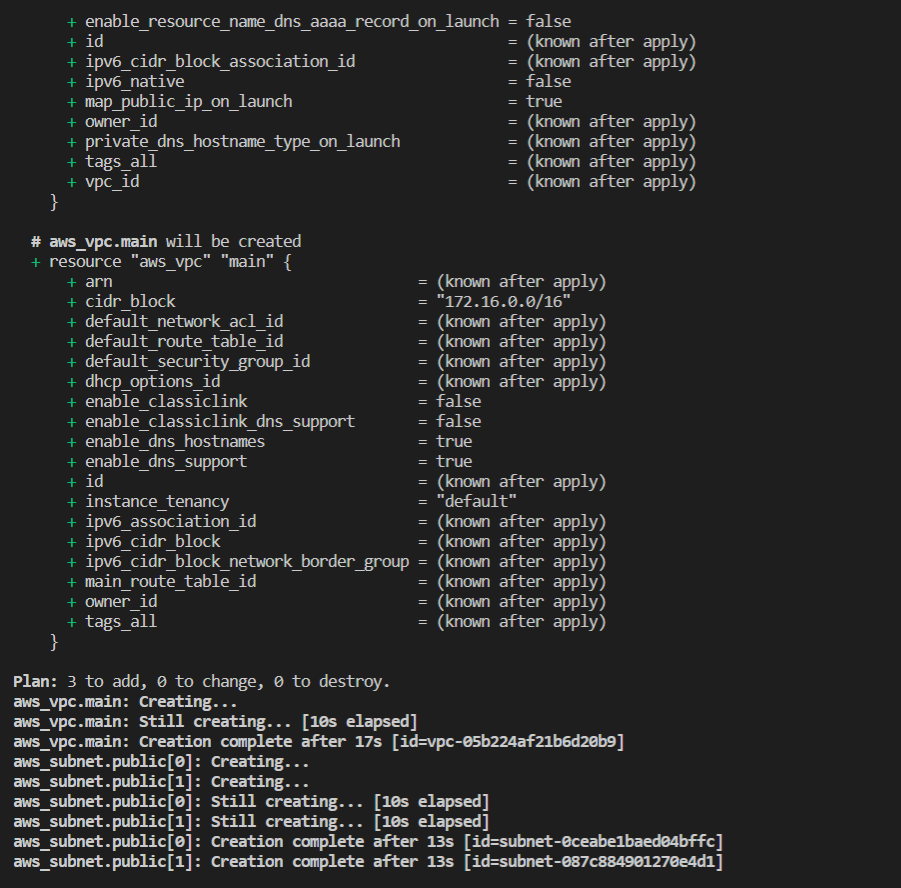 + enable_resource_name_dns_aaaa_record_on_launch = false
+ id = (known after apply)
+ ipv6_cidr_block_association_id = (known after apply)
+ ipv6_native = false
+ map_public_ip_on_launch = true
+ owner_id = (known after apply)
+ private_dns_hostname_type_on_launch = (known after apply)
+ tags_all = (known after apply)
+ vpc_id = (known after apply)
}
# aws_vpc.main will be created
+ resource "aws_vpc" "main" {
+ arn = (known after apply)
+ cidr_block = "172.16.0.0/16"
+ default_network_acl_id = (known after apply)
+ default_route_table_id = (known after apply)
+ default_security_group_id = (known after apply)
+ dhcp_options_id = (known after apply)
+ enable_classiclink = false
+ enable_classiclink_dns_support = false
+ enable_dns_hostnames = true
+ enable_dns_support = true
+ id = (known after apply)
+ instance_tenancy = "default"
+ ipv6_association_id = (known after apply)
+ ipv6_cidr_block = (known after apply)
+ ipv6_cidr_block_network_border_group = (known after apply)
+ main_route_table_id = (known after apply)
+ owner_id = (known after apply)
+ tags_all = (known after apply)
}
Plan: 3 to add, 0 to change, 0 to destroy.
aws_vpc.main: Creating...
aws_vpc.main: Still creating... [10s elapsed]
aws_vpc.main: Creation complete after 17s [id=vpc-05b224af21b6d20b9]
aws_subnet.public[0]: Creating...
aws_subnet.public[1]: Creating...
aws_subnet.public[0]: Still creating... [10s elapsed]
aws_subnet.public[1]: Still creating... [10s elapsed]
aws_subnet.public[0]: Creation complete after 13s [id=subnet-0ceabe1baed04bffc]
aws_subnet.public[1]: Creation complete after 13s [id=subnet-087c884901270e4d1]